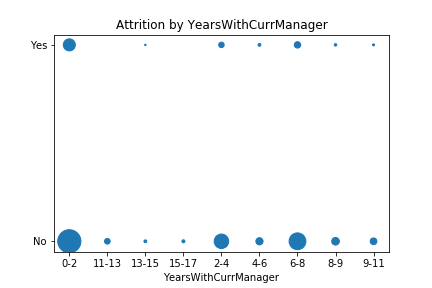 Attrition by YearsWithCurrManager
Yes
No
0-2 11-13 13-15 15-17 2-4 4-6 6-8 8-9 9-11
YearsWithCurrManager